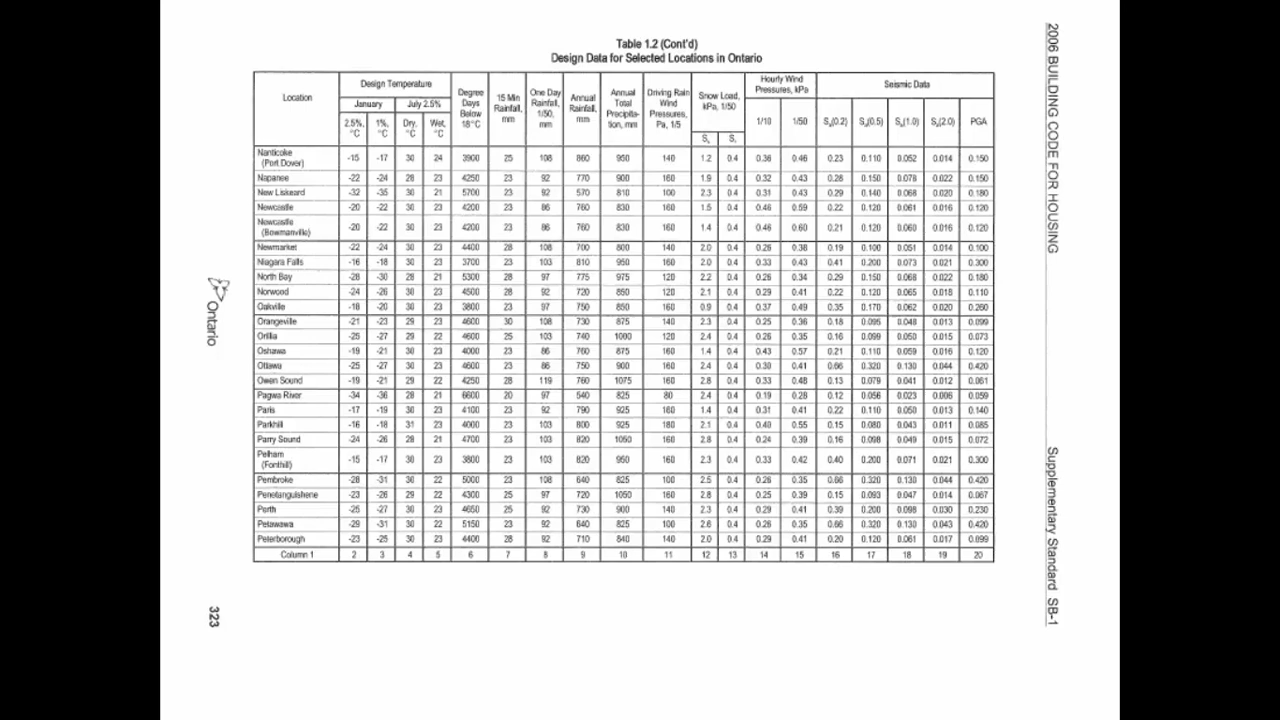 Table 1.2 (Cont'd)
Design Data for Selected Locations in Ontario
Location Design Temperature Degree Days Below 18°C 15 Min Rainfall, mm One Day Rainfall, 1/50, mm Annual Rainfall, mm Annual Total Precipita-tion, mm Driving Rain Wind Pressures, Pa, 1/5 Snow Load, kPa, 1/50 Hourly Wind Pressures, kPa Seismic Data
January July 2.5%
2.5%, °C 1%, °C Dry, °C Wet, °C Ss Sr 1/10 1/50 Sa(0.2) Sa(0.5) Sa(1.0) Sa(2.0) PGA
Nanticoke
(Port Dover) -15 -17 30 24 3900 25 108 860 950 140 1.2 0.4 0.36 0.46 0.23 0.110 0.052 0.014 0.150
Napanee -22 -24 28 23 4250 23 92 770 900 160 1.9 0.4 0.32 0.43 0.28 0.150 0.078 0.022 0.150
New Liskeard -32 -35 30 21 5700 23 92 570 810 100 2.3 0.4 0.31 0.43 0.29 0.140 0.068 0.020 0.180
Newcastle -20 -22 30 23 4200 23 86 760 830 160 1.5 0.4 0.46 0.59 0.22 0.120 0.061 0.016 0.120
Newcastle
(Bowmanville) -20 -22 30 23 4200 23 86 760 830 160 1.4 0.4 0.46 0.60 0.21 0.120 0.060 0.016 0.120
Newmarket -22 -24 30 23 4400 28 108 700 800 140 2.0 0.4 0.26 0.38 0.19 0.100 0.051 0.014 0.100
Niagara Falls -16 -18 30 23 3700 23 103 810 950 160 2.0 0.4 0.33 0.43 0.41 0.200 0.073 0.021 0.300
North Bay -28 -30 28 21 5300 28 97 775 975 120 2.2 0.4 0.26 0.34 0.29 0.150 0.068 0.022 0.180
Norwood -24 -26 30 23 4500 28 92 720 850 120 2.1 0.4 0.29 0.41 0.22 0.120 0.065 0.018 0.110
Oakville -18 -20 30 23 3800 23 97 750 850 160 0.9 0.4 0.37 0.49 0.35 0.170 0.062 0.020 0.260
Orangeville -21 -23 29 23 4600 30 108 730 875 140 2.3 0.4 0.25 0.36 0.18 0.095 0.048 0.013 0.099
Orillia -25 -27 29 22 4600 25 103 740 1000 120 2.4 0.4 0.26 0.35 0.16 0.099 0.050 0.015 0.073
Oshawa -19 -21 30 23 4000 23 86 760 875 160 1.4 0.4 0.43 0.57 0.21 0.110 0.059 0.016 0.120
Ottawa -25 -27 30 23 4600 23 86 750 900 160 2.4 0.4 0.30 0.41 0.66 0.320 0.130 0.044 0.420
Owen Sound -19 -21 29 22 4250 28 119 760 1075 160 2.8 0.4 0.33 0.48 0.13 0.079 0.041 0.012 0.061
Pagwa River -34 -36 28 21 6600 20 97 540 825 80 2.4 0.4 0.19 0.28 0.12 0.056 0.023 0.006 0.059
Paris -17 -19 30 23 4100 23 92 790 925 160 1.4 0.4 0.31 0.41 0.22 0.110 0.050 0.013 0.140
Parkhill -16 -18 31 23 4000 23 103 800 925 180 2.1 0.4 0.40 0.55 0.15 0.080 0.043 0.011 0.085
Parry Sound -24 -26 28 21 4700 23 103 820 1050 160 2.8 0.4 0.24 0.39 0.16 0.098 0.049 0.015 0.072
Pelham
(Fonthill) -15 -17 30 23 3800 23 103 820 950 160 2.3 0.4 0.33 0.42 0.40 0.200 0.071 0.021 0.300
Pembroke -28 -31 30 22 5000 23 108 640 825 100 2.5 0.4 0.26 0.35 0.66 0.320 0.130 0.044 0.420
Penetanguishene -23 -26 29 22 4300 25 97 720 1050 160 2.8 0.4 0.25 0.39 0.15 0.093 0.047 0.014 0.067
Perth -25 -27 30 23 4650 25 92 730 900 140 2.3 0.4 0.29 0.41 0.39 0.200 0.098 0.030 0.230
Petawawa -29 -31 30 22 5150 23 92 640 825 100 2.6 0.4 0.26 0.35 0.66 0.320 0.130 0.043 0.420
Peterborough -23 -25 30 23 4400 28 92 710 840 140 2.0 0.4 0.29 0.41 0.20 0.120 0.061 0.017 0.099
Column 1 2 3 4 5 6 7 8 9 10 11 12 13 14 15 16 17 18 19 20
2006 BUILDING CODE FOR HOUSING
Supplementary Standard SB-1
Ontario
323